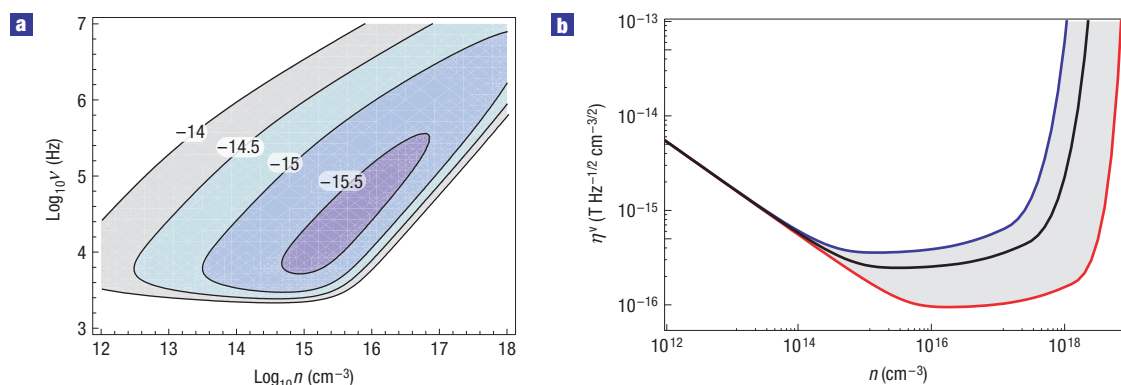 a
7
6
5
4
3
Log₁₀ν (Hz)
−14
−14.5
−15
−15.5
12 13 14 15 16 17 18
Log₁₀n (cm⁻³)
b
10⁻¹³
10⁻¹⁴
10⁻¹⁵
10⁻¹⁶
ηᵛ (T Hz⁻¹/² cm⁻³/²)
10¹² 10¹⁴ 10¹⁶ 10¹⁸
n (cm⁻³)